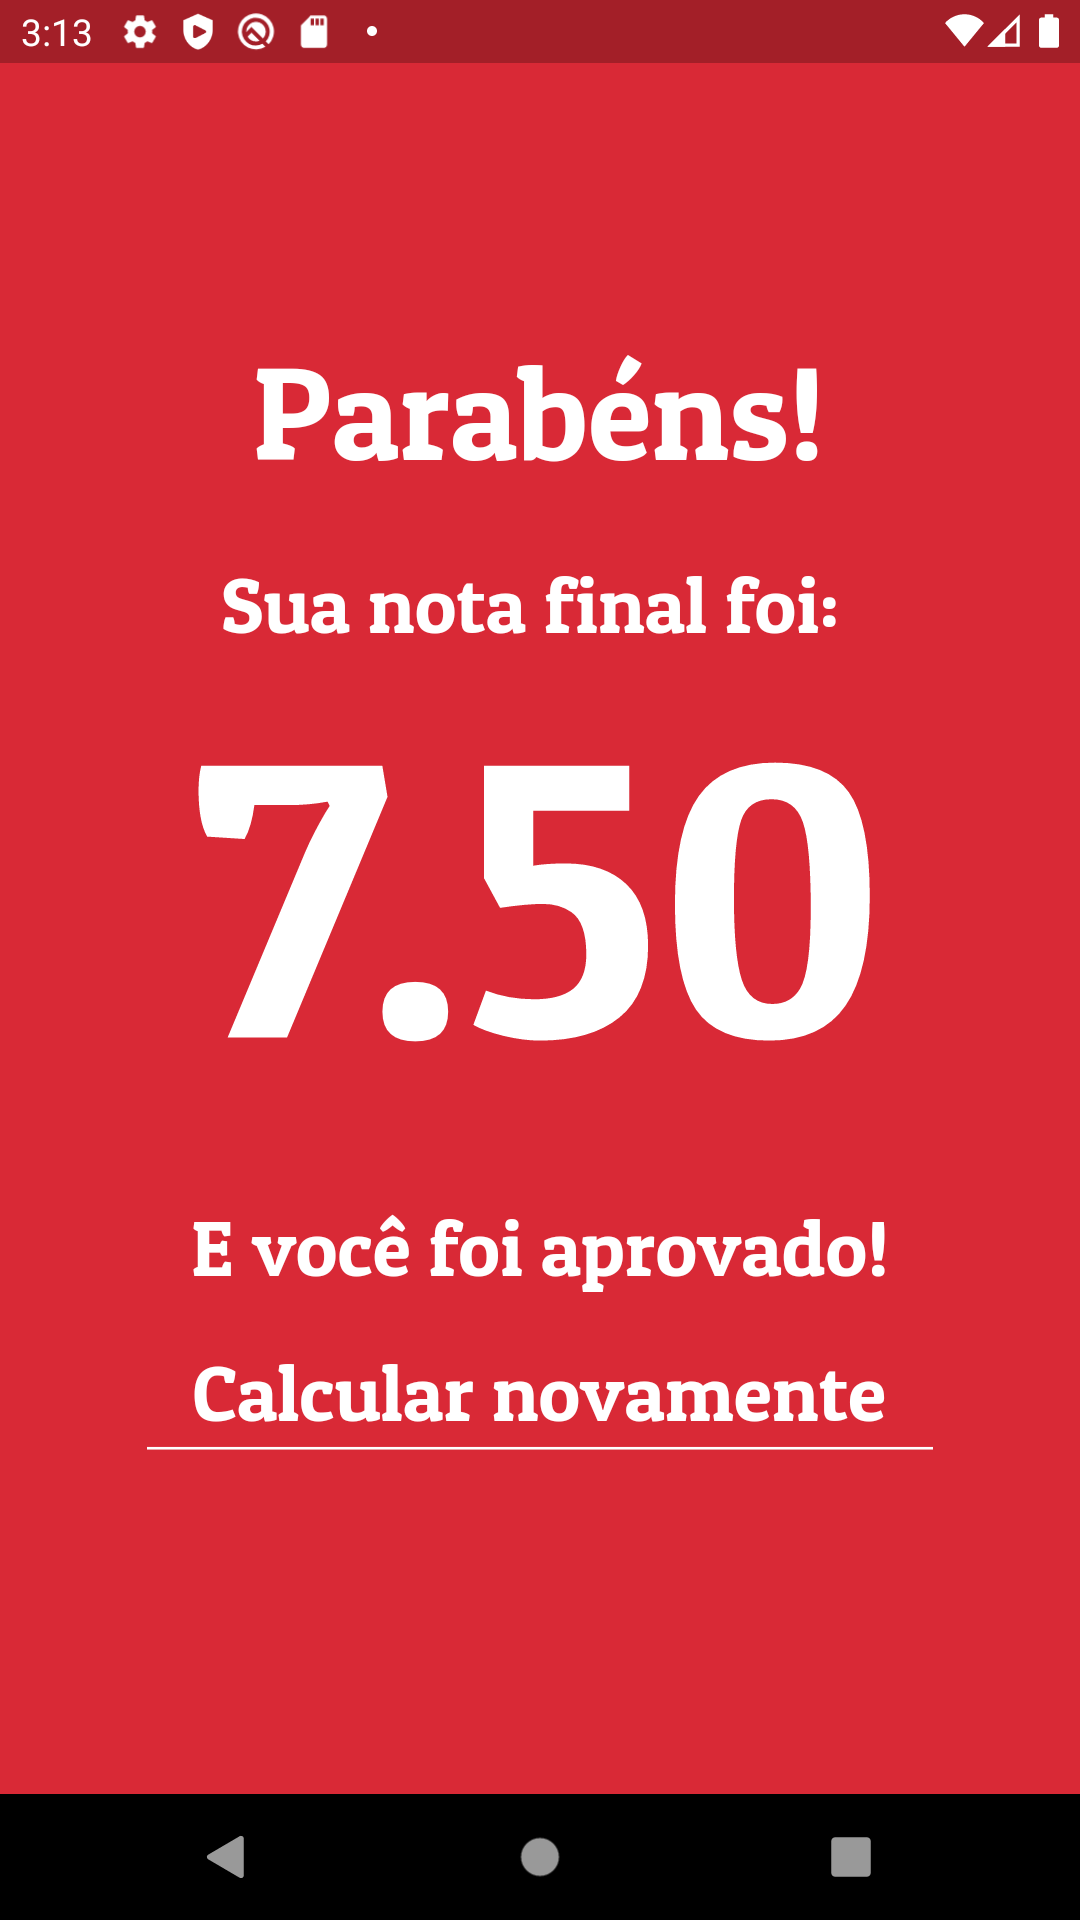 3:13
Parabéns!
Sua nota final foi:
7.50
E você foi aprovado!
Calcular novamente